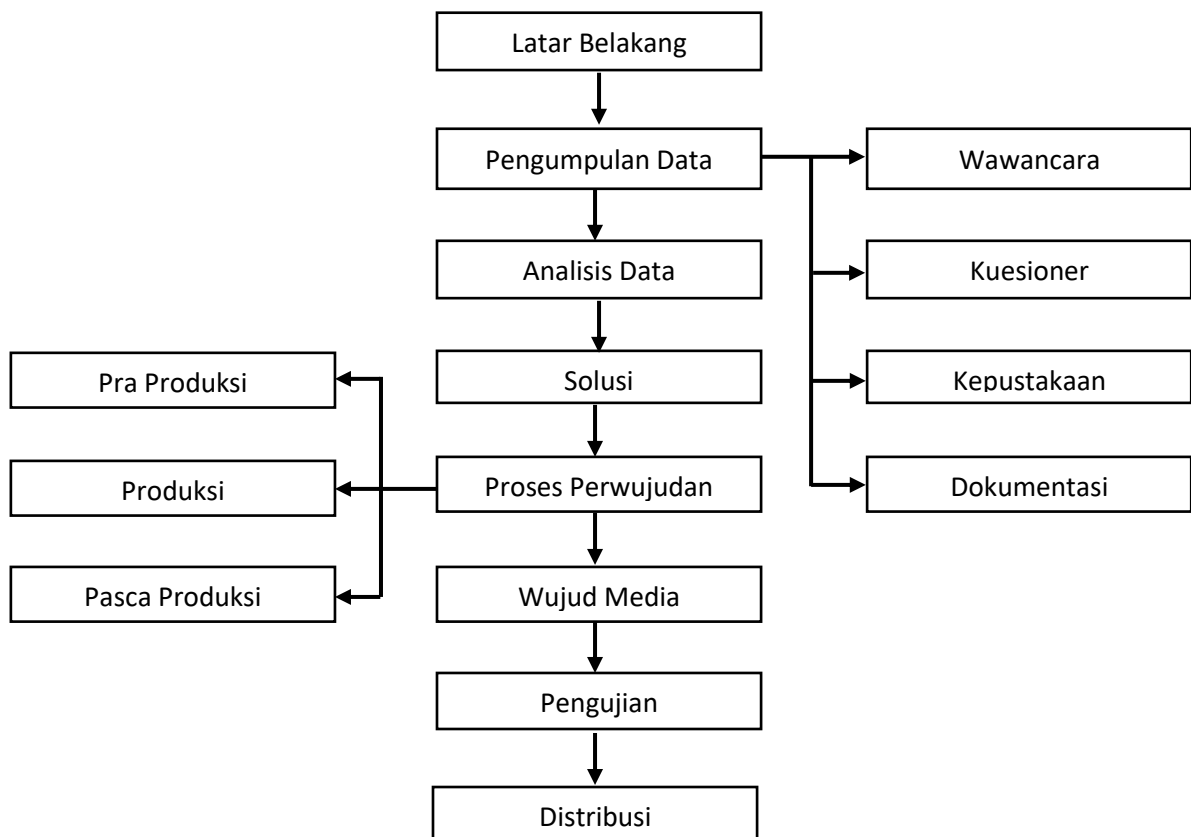 Latar Belakang
Pengumpulan Data
Wawancara
Analisis Data
Kuesioner
Pra Produksi
Solusi
Kepustakaan
Produksi
Proses Perwujudan
Dokumentasi
Pasca Produksi
Wujud Media
Pengujian
Distribusi